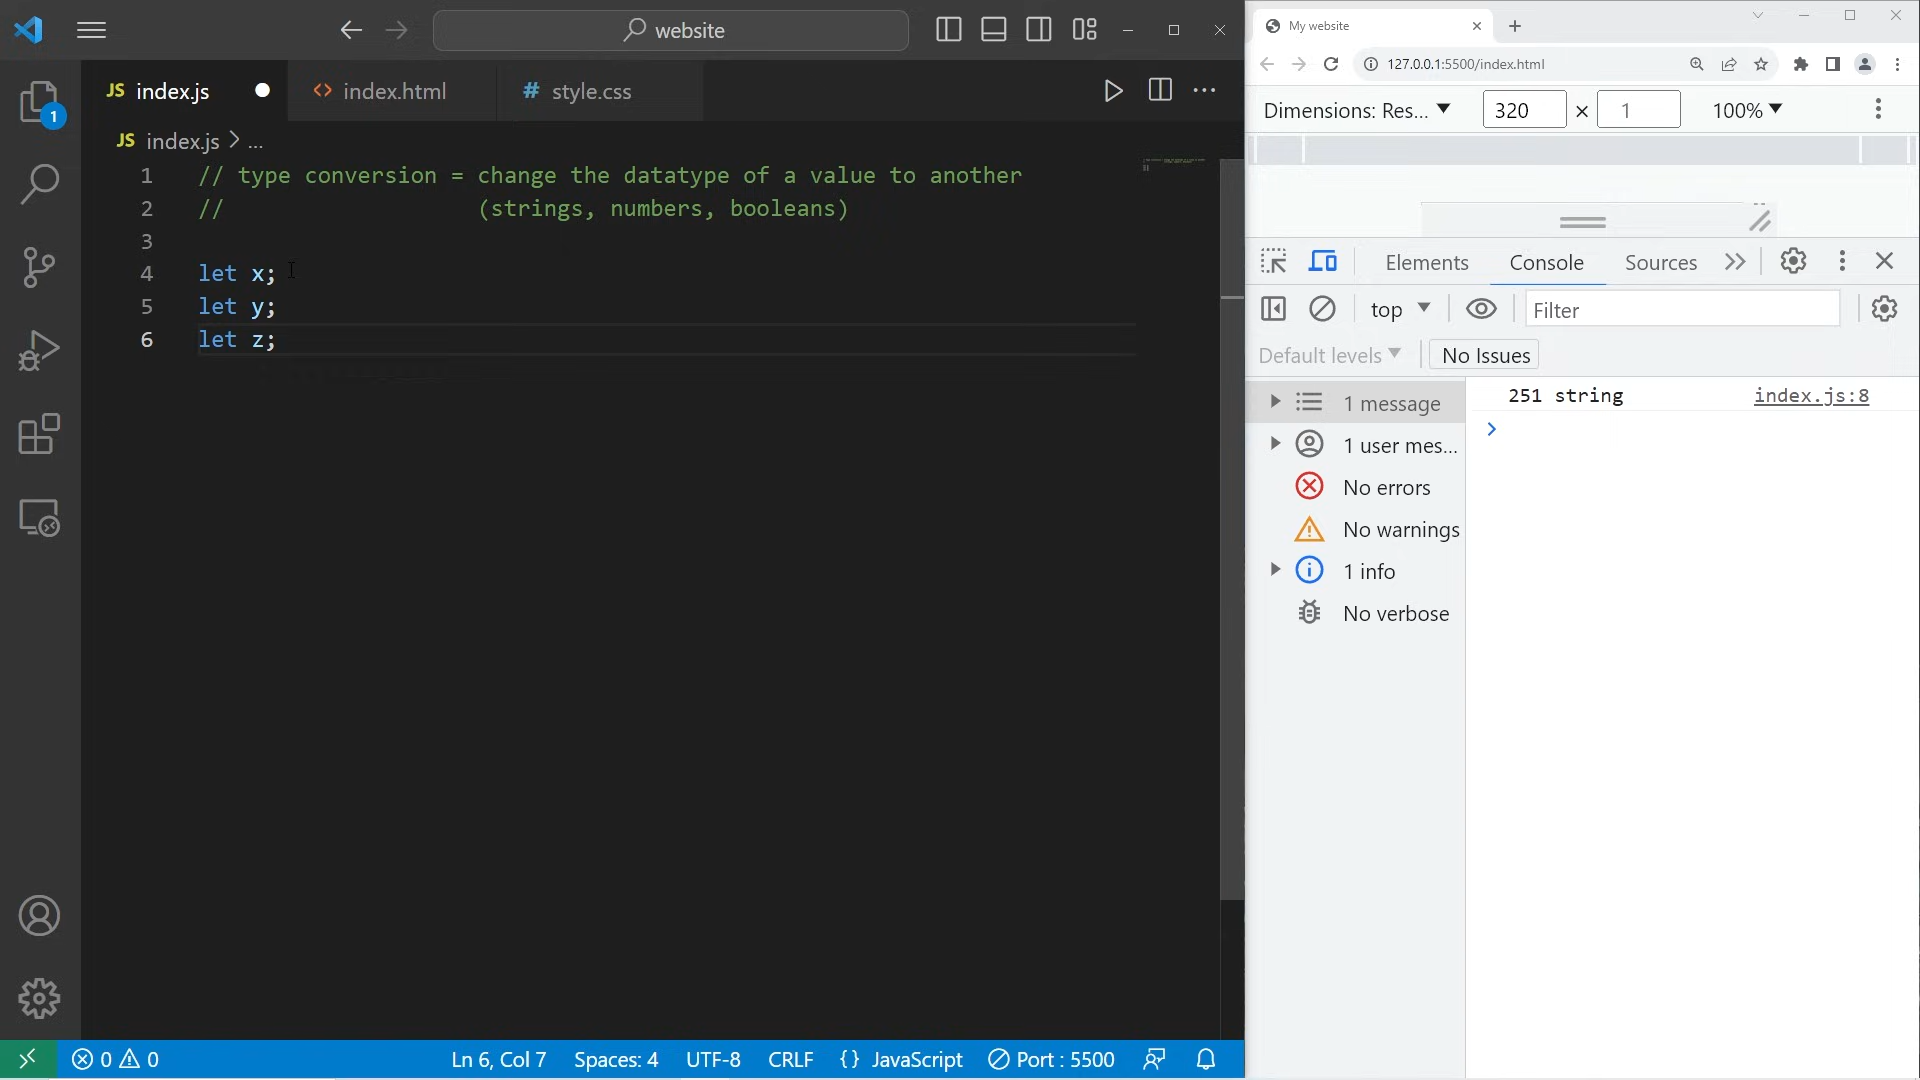 website
My website
127.0.0.1:5500/index.html
JS index.js
<> index.html
# style.css
1
JS index.js > ...
1 // type conversion = change the datatype of a value to another
2 // (strings, numbers, booleans)
3
4 let x;
5 let y;
6 let z;
Dimensions: Res... 320 × 1 100%
Elements Console Sources
top Filter
Default levels No Issues
1 message
1 user mes...
No errors
No warnings
1 info
No verbose
251 string index.js:8
0 0 Ln 6, Col 7 Spaces: 4 UTF-8 CRLF {} JavaScript Port : 5500